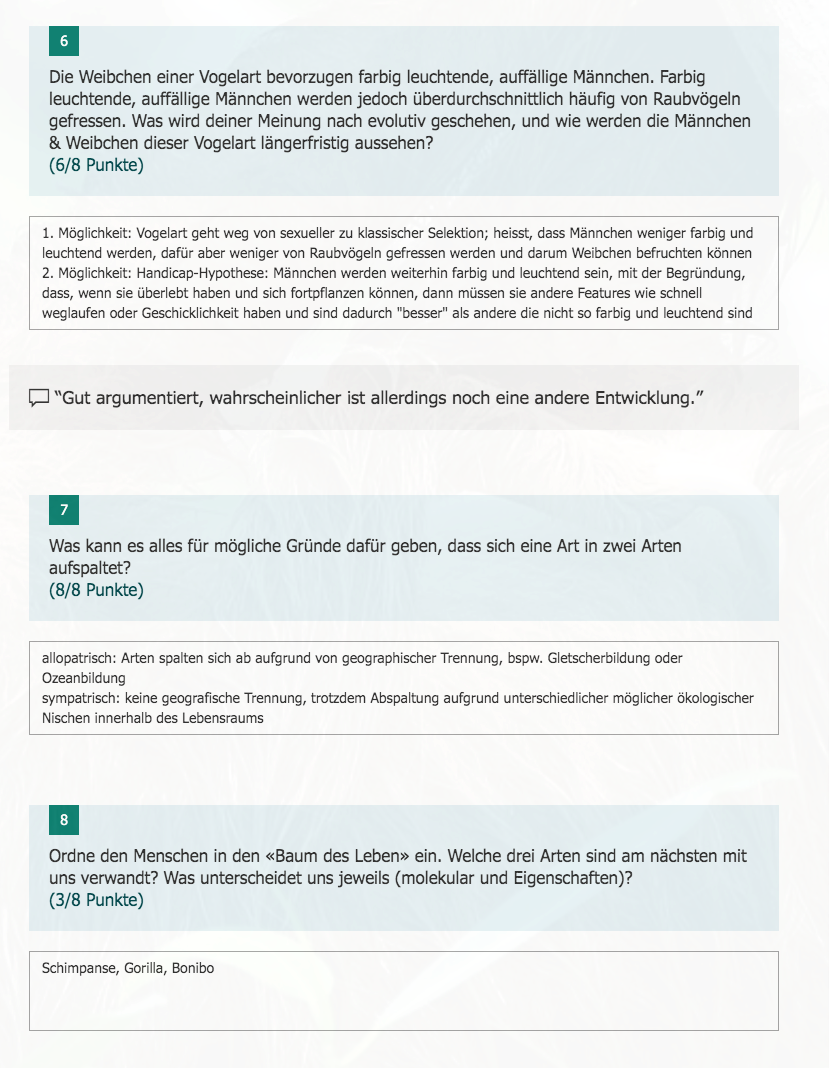 6
Die Weibchen einer Vogelart bevorzugen farbig leuchtende, auffällige Männchen. Farbig
leuchtende, auffällige Männchen werden jedoch überdurchschnittlich häufig von Raubvögeln
gefressen. Was wird deiner Meinung nach evolutiv geschehen, und wie werden die Männchen
& Weibchen dieser Vogelart längerfristig aussehen?
(6/8 Punkte)
1. Möglichkeit: Vogelart geht weg von sexueller zu klassischer Selektion; heisst, dass Männchen weniger farbig und
leuchtend werden, dafür aber weniger von Raubvögeln gefressen werden und darum Weibchen befruchten können
2. Möglichkeit: Handicap-Hypothese: Männchen werden weiterhin farbig und leuchtend sein, mit der Begründung,
dass, wenn sie überlebt haben und sich fortpflanzen können, dann müssen sie andere Features wie schnell
weglaufen oder Geschicklichkeit haben und sind dadurch "besser" als andere die nicht so farbig und leuchtend sind
“Gut argumentiert, wahrscheinlicher ist allerdings noch eine andere Entwicklung.”
7
Was kann es alles für mögliche Gründe dafür geben, dass sich eine Art in zwei Arten
aufspaltet?
(8/8 Punkte)
allopatrisch: Arten spalten sich ab aufgrund von geographischer Trennung, bspw. Gletscherbildung oder
Ozeanbildung
sympatrisch: keine geografische Trennung, trotzdem Abspaltung aufgrund unterschiedlicher möglicher ökologischer
Nischen innerhalb des Lebensraums
8
Ordne den Menschen in den «Baum des Leben» ein. Welche drei Arten sind am nächsten mit
uns verwandt? Was unterscheidet uns jeweils (molekular und Eigenschaften)?
(3/8 Punkte)
Schimpanse, Gorilla, Bonibo